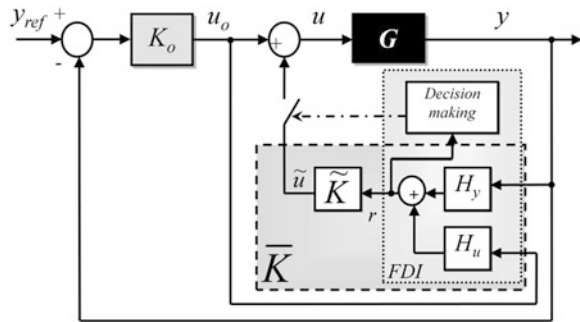 y_ref + u_o u y
K_o + G
-
Decision
making
ũ K̃ + H_y
r
H_u
K̅ FDI